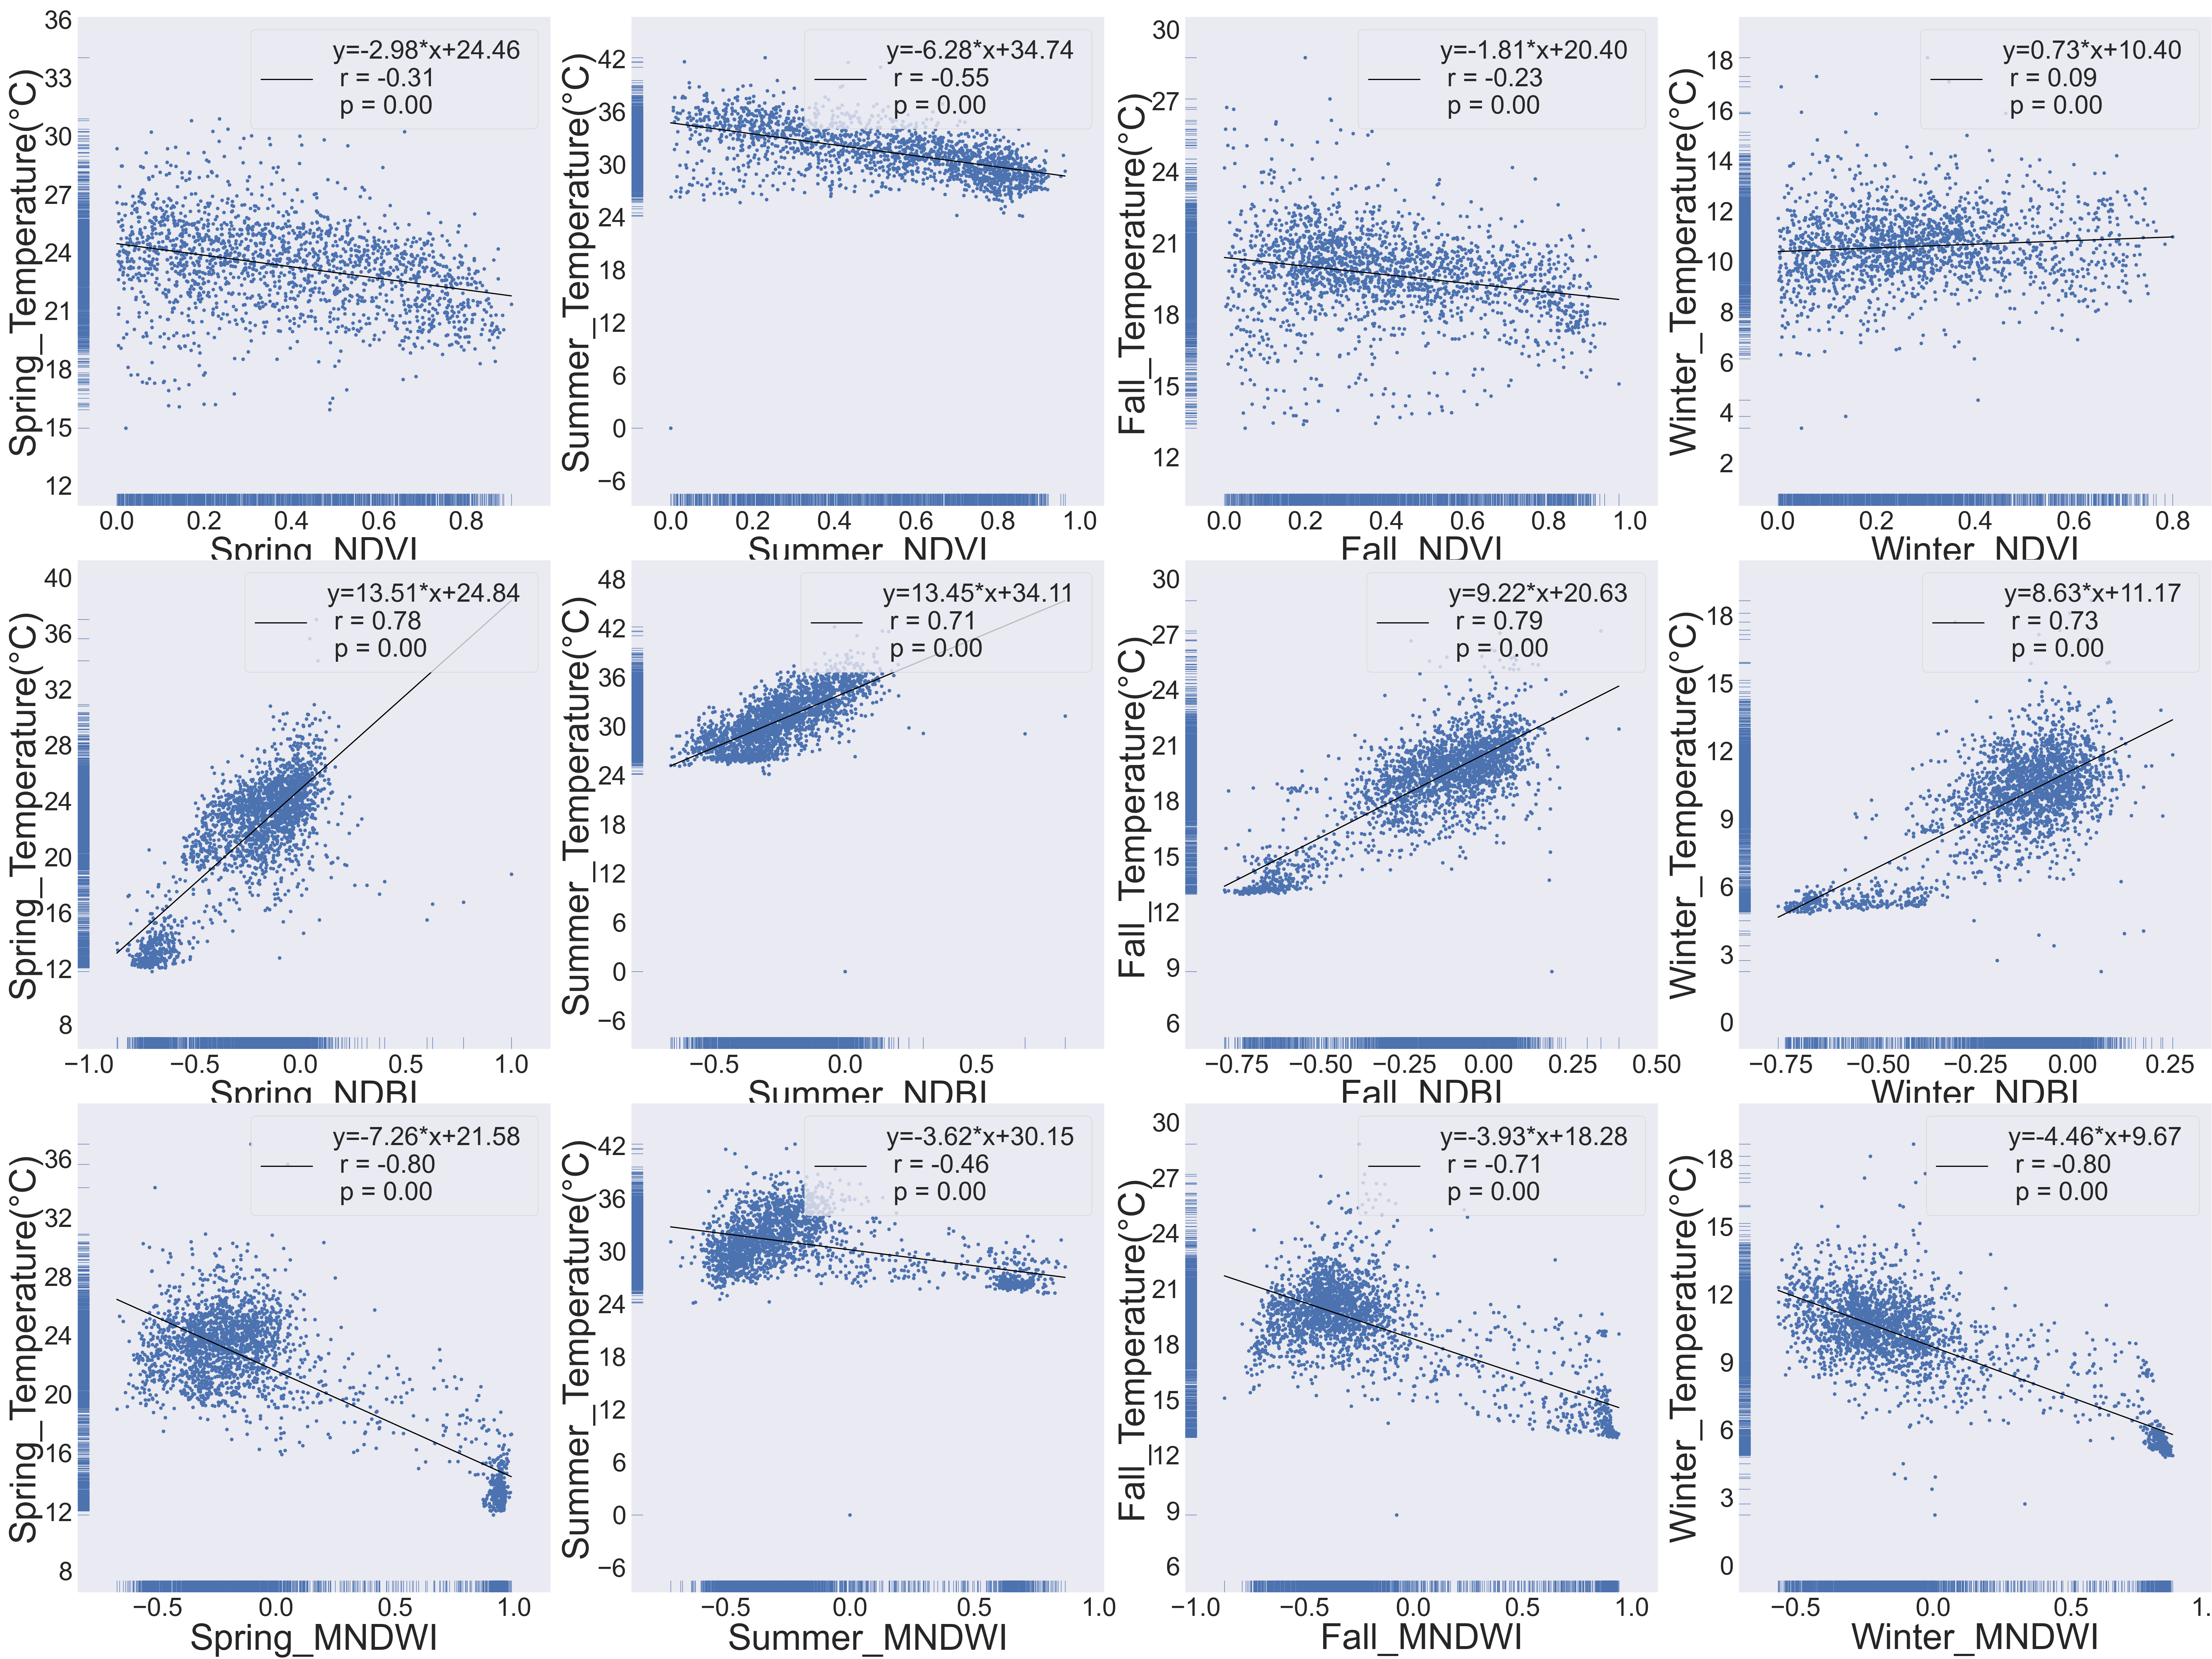 36
33
30
27
24
21
18
15
12
Spring_Temperature(°C)
y=-2.98*x+24.46
r = -0.31
p = 0.00
0.0 0.2 0.4 0.6 0.8
Spring_NDVI
42
36
30
24
18
12
6
0
−6
Summer_Temperature(°C)
y=-6.28*x+34.74
r = -0.55
p = 0.00
0.0 0.2 0.4 0.6 0.8 1.0
Summer_NDVI
30
27
24
21
18
15
12
Fall_Temperature(°C)
y=-1.81*x+20.40
r = -0.23
p = 0.00
0.0 0.2 0.4 0.6 0.8 1.0
Fall_NDVI
18
16
14
12
10
8
6
4
2
Winter_Temperature(°C)
y=0.73*x+10.40
r = 0.09
p = 0.00
0.0 0.2 0.4 0.6 0.8
Winter_NDVI
40
36
32
28
24
20
16
12
8
Spring_Temperature(°C)
y=13.51*x+24.84
r = 0.78
p = 0.00
−1.0 −0.5 0.0 0.5 1.0
Spring_NDBI
48
42
36
30
24
18
12
6
0
−6
Summer_Temperature(°C)
y=13.45*x+34.11
r = 0.71
p = 0.00
−0.5 0.0 0.5
Summer_NDBI
30
27
24
21
18
15
12
9
6
Fall_Temperature(°C)
y=9.22*x+20.63
r = 0.79
p = 0.00
−0.75 −0.50 −0.25 0.00 0.25 0.50
Fall_NDBI
18
15
12
9
6
3
0
Winter_Temperature(°C)
y=8.63*x+11.17
r = 0.73
p = 0.00
−0.75 −0.50 −0.25 0.00 0.25
Winter_NDBI
36
32
28
24
20
16
12
8
Spring_Temperature(°C)
y=-7.26*x+21.58
r = -0.80
p = 0.00
−0.5 0.0 0.5 1.0
Spring_MNDWI
42
36
30
24
18
12
6
0
−6
Summer_Temperature(°C)
y=-3.62*x+30.15
r = -0.46
p = 0.00
−0.5 0.0 0.5 1.0
Summer_MNDWI
30
27
24
21
18
15
12
9
6
Fall_Temperature(°C)
y=-3.93*x+18.28
r = -0.71
p = 0.00
−1.0 −0.5 0.0 0.5 1.0
Fall_MNDWI
18
15
12
9
6
3
0
Winter_Temperature(°C)
y=-4.46*x+9.67
r = -0.80
p = 0.00
−0.5 0.0 0.5 1.
Winter_MNDWI